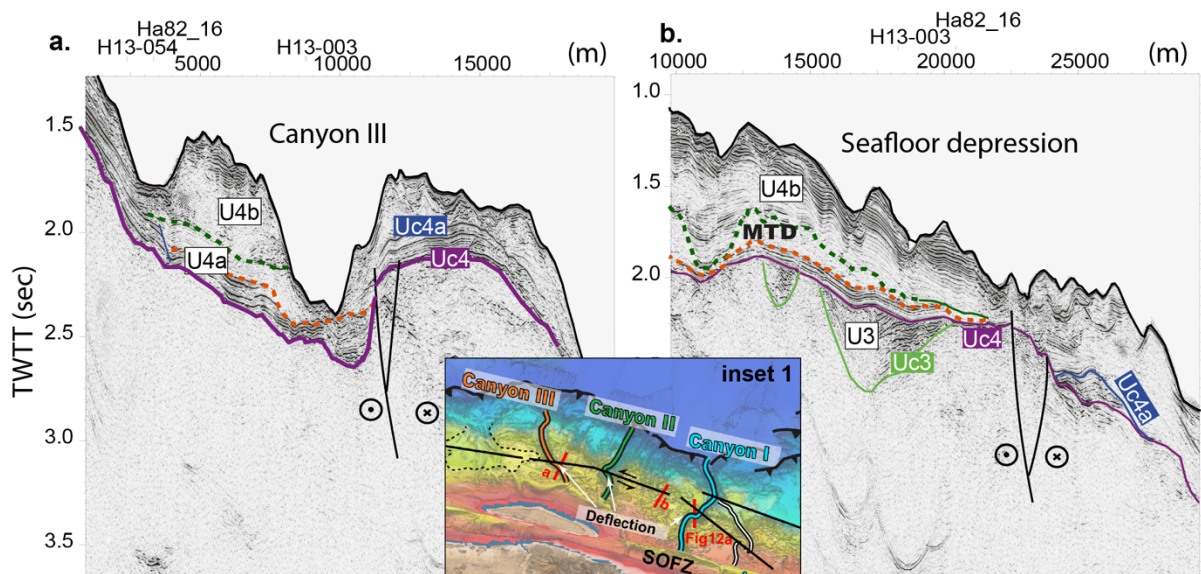 a.
Ha82_16
H13-054
H13-003
5000 10000 15000 (m)
TWTT (sec)
1.5
2.0
2.5
3.0
3.5
Canyon III
U4b
U4a
Uc4a
Uc4
b.
Ha82_16
H13-003
10000 15000 20000 25000 (m)
1.0
1.5
2.0
Seafloor depression
U4b
MTD
U3
Uc3
Uc4
Uc4a
inset 1
Canyon III
Canyon II
Canyon I
a
b
Deflection
Fig12a
SOFZ